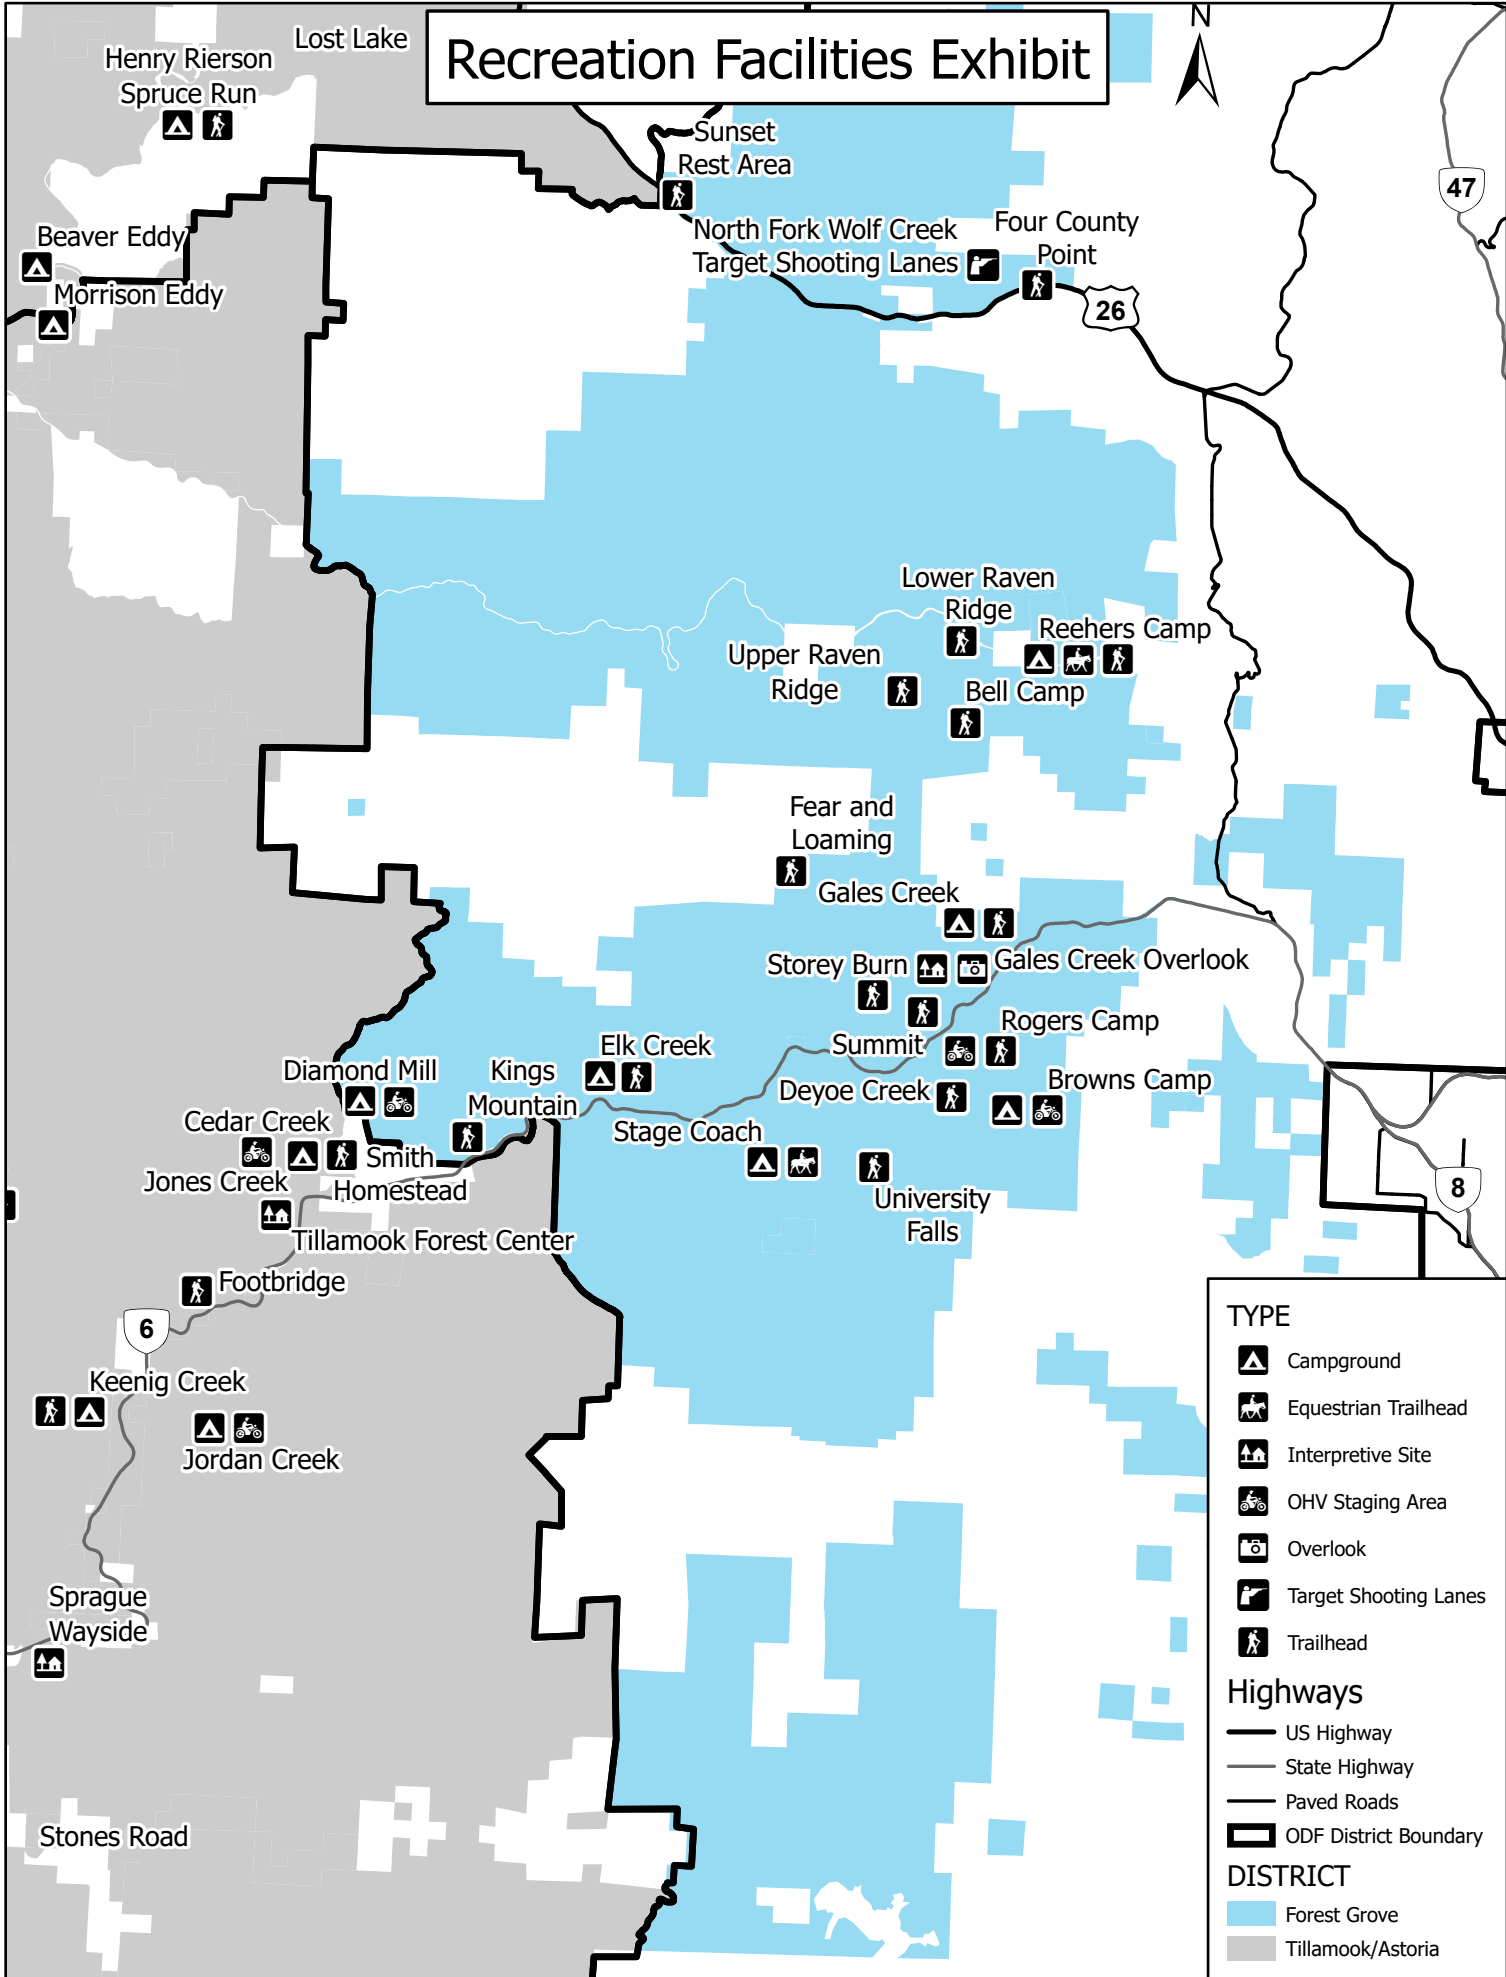 Recreation Facilities Exhibit
N
Lost Lake
Henry Rierson
Spruce Run
Sunset
Rest Area
47
Beaver Eddy
North Fork Wolf Creek
Target Shooting Lanes
Four County
Point
Morrison Eddy
26
Lower Raven
Ridge
Reehers Camp
Upper Raven
Ridge
Bell Camp
Fear and
Loaming
Gales Creek
Storey Burn
Gales Creek Overlook
Rogers Camp
Summit
Elk Creek
Diamond Mill
Kings
Mountain
Deyoe Creek
Browns Camp
Cedar Creek
Stage Coach
Smith
Homestead
Jones Creek
University
Falls
8
Tillamook Forest Center
Footbridge
6
Keenig Creek
Jordan Creek
Sprague
Wayside
Stones Road
TYPE
Campground
Equestrian Trailhead
Interpretive Site
OHV Staging Area
Overlook
Target Shooting Lanes
Trailhead
Highways
US Highway
State Highway
Paved Roads
ODF District Boundary
DISTRICT
Forest Grove
Tillamook/Astoria